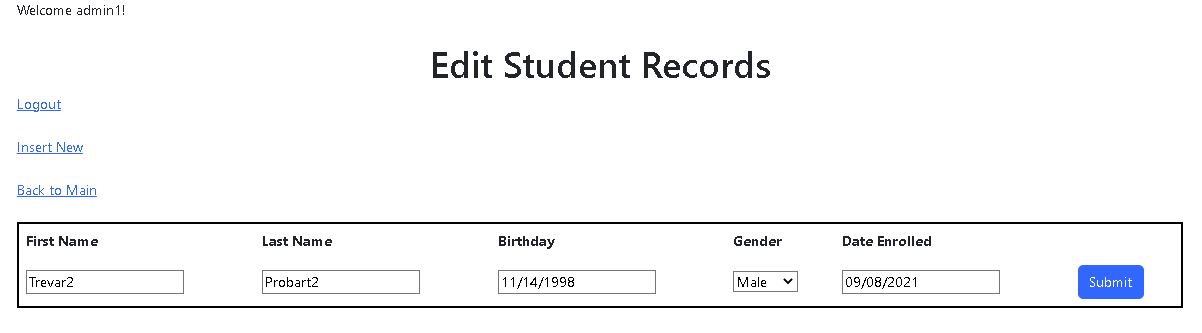 Welcome admin1!
Edit Student Records
Logout
Insert New
Back to Main
First Name Last Name Birthday Gender Date Enrolled
Trevar2 Probart2 11/14/1998 Male 09/08/2021 Submit